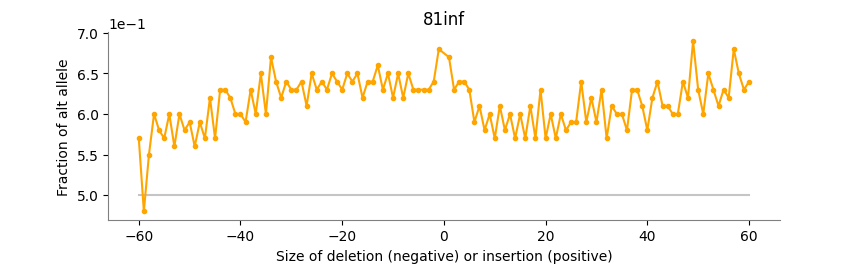 81inf
1e−1
7.0
6.5
6.0
5.5
5.0
Fraction of alt allele
−60 −40 −20 0 20 40 60
Size of deletion (negative) or insertion (positive)